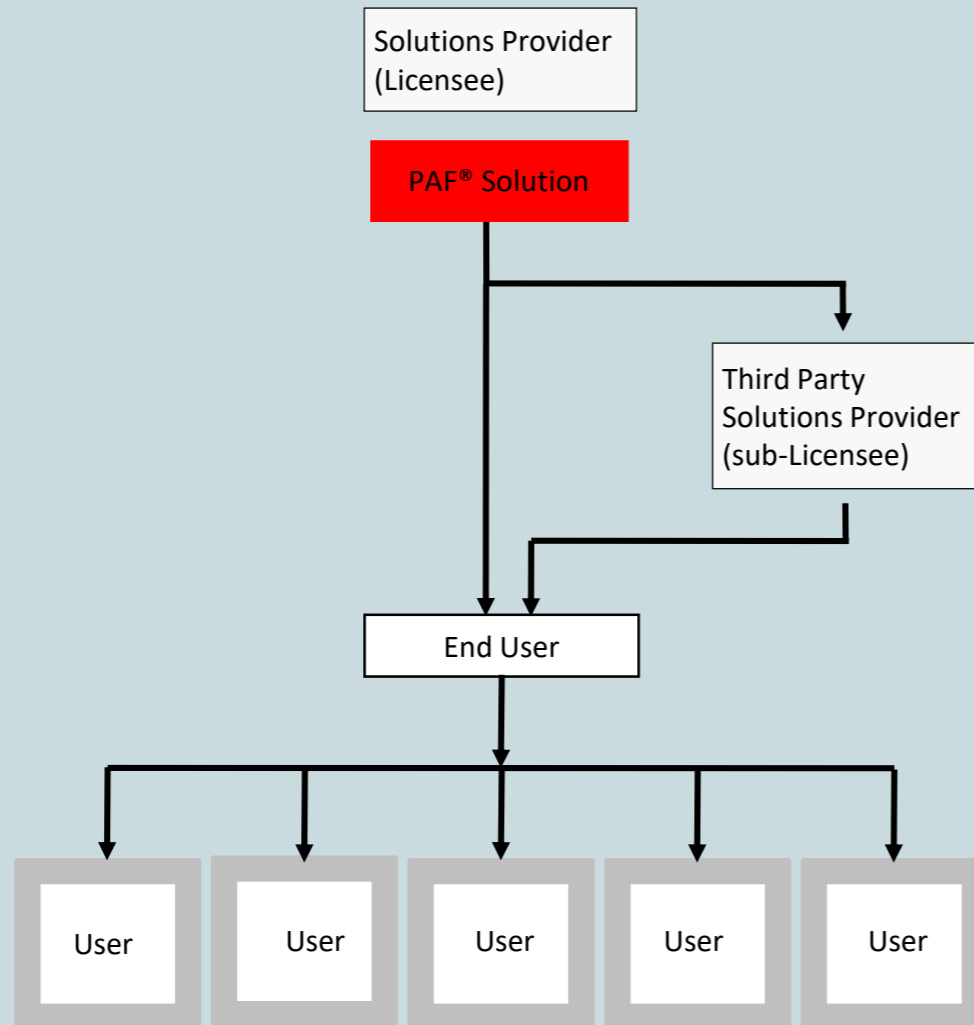 Solutions Provider
(Licensee)
PAF® Solution
Third Party
Solutions Provider
(sub-Licensee)
End User
User
User
User
User
User